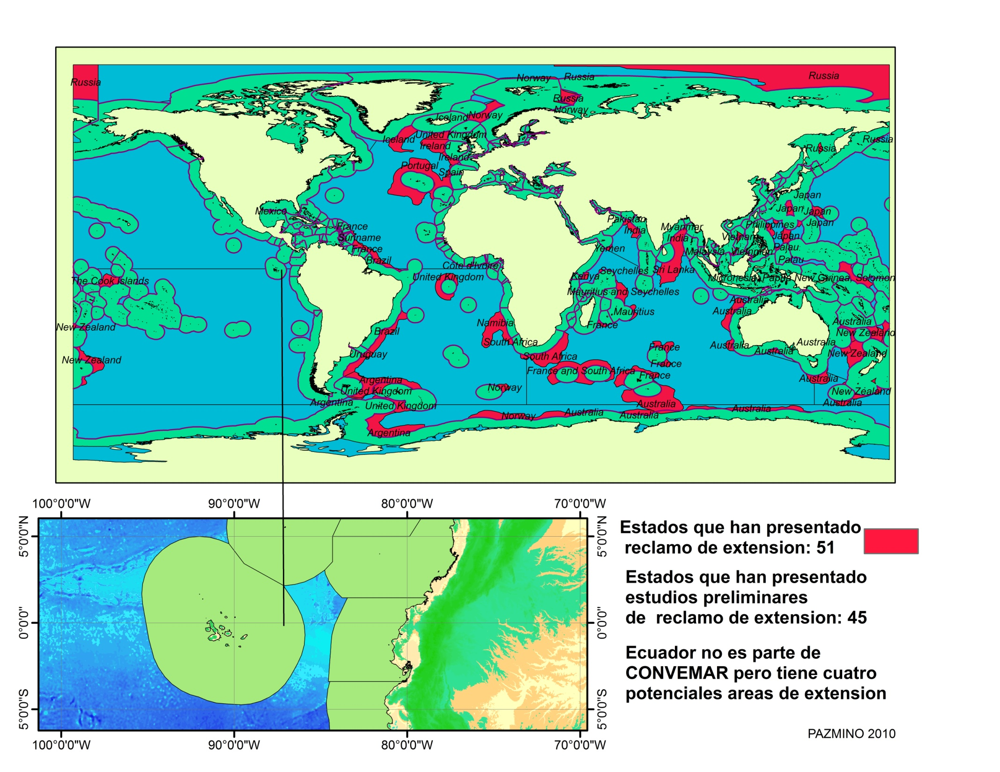 Russia
Norway
Russia
Russia
Russia
Norway
Iceland
Norway
Iceland
United Kingdom
Ireland
Ireland
Russia
Russia
Portugal
Spain
Japan
Mexico
Japan
Japan
Pakistan
India
Myanmar
India
Philippines
Japan
Japan
France
Suriname
France
Brazil
Yemen
Vietnam
Malaysia, Vietnman
Palau
Palau
Côte d'Ivoire
United Kingdom
Kenya
Seychelles
Sri Lanka
Micronesia, Papua New Guinea, Solomon
The Cook Islands
Mauritius and Seychelles
Australia
Australia
Mauritius
France
Namibia
South Africa
New Zealand
Brazil
Uruguay
Australia
New Zealand
Australia
Australia
Australia
New Zealand
New Zealand
South Africa
France
France
France and South Africa
France
Argentina
United Kingdom
Norway
Australia
New Zealand
Australia
Argentina
United Kingdom
Australia
Norway
Australia
Australia
Australia
Argentina
100°0'0"W 90°0'0"W 80°0'0"W 70°0'0"W
5°0'0"N
5°0'0"N
0°0'0"
0°0'0"
5°0'0"S
5°0'0"S
100°0'0"W 90°0'0"W 80°0'0"W 70°0'0"W
Estados que han presentado
reclamo de extension: 51
Estados que han presentado
estudios preliminares
de reclamo de extension: 45
Ecuador no es parte de
CONVEMAR pero tiene cuatro
potenciales areas de extension
PAZMINO 2010